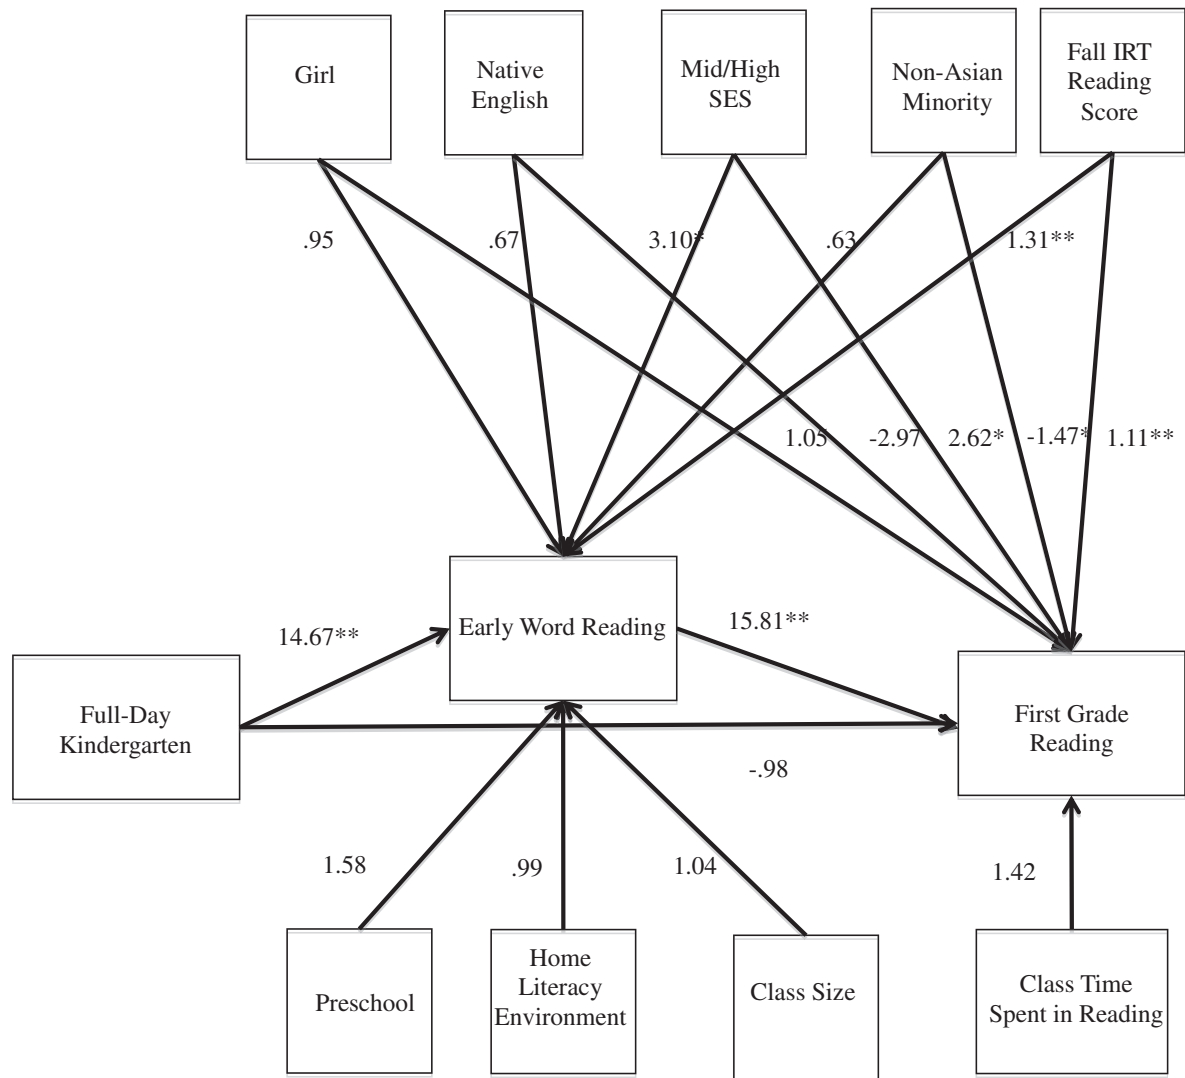 Girl
Native
English
Mid/High
SES
Non-Asian
Minority
Fall IRT
Reading
Score
.95
.67
3.10*
.63
1.31**
1.05
-2.97
2.62*
-1.47*
1.11**
14.67**
Early Word Reading
15.81**
Full-Day
Kindergarten
First Grade
Reading
-.98
1.58
.99
1.04
1.42
Preschool
Home
Literacy
Environment
Class Size
Class Time
Spent in Reading